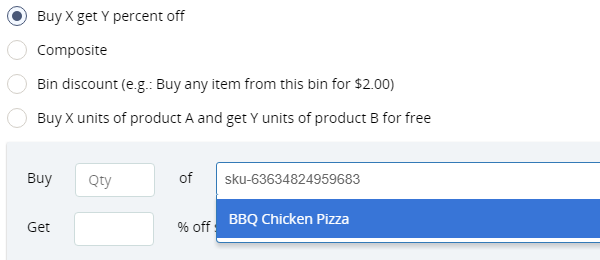 Buy X get Y percent off
Composite
Bin discount (e.g.: Buy any item from this bin for $2.00)
Buy X units of product A and get Y units of product B for free
Buy Qty of sku-63634824959683
BBQ Chicken Pizza
Get % off